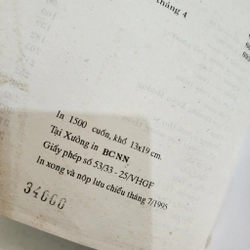 tháng 4
In 1500 cuốn, khổ 13x19 cm.
Tại Xưởng in BCNN
Giấy phép số 53/33 - 25/VHGF
In xong và nộp lưu chiểu tháng 7/1995
34000